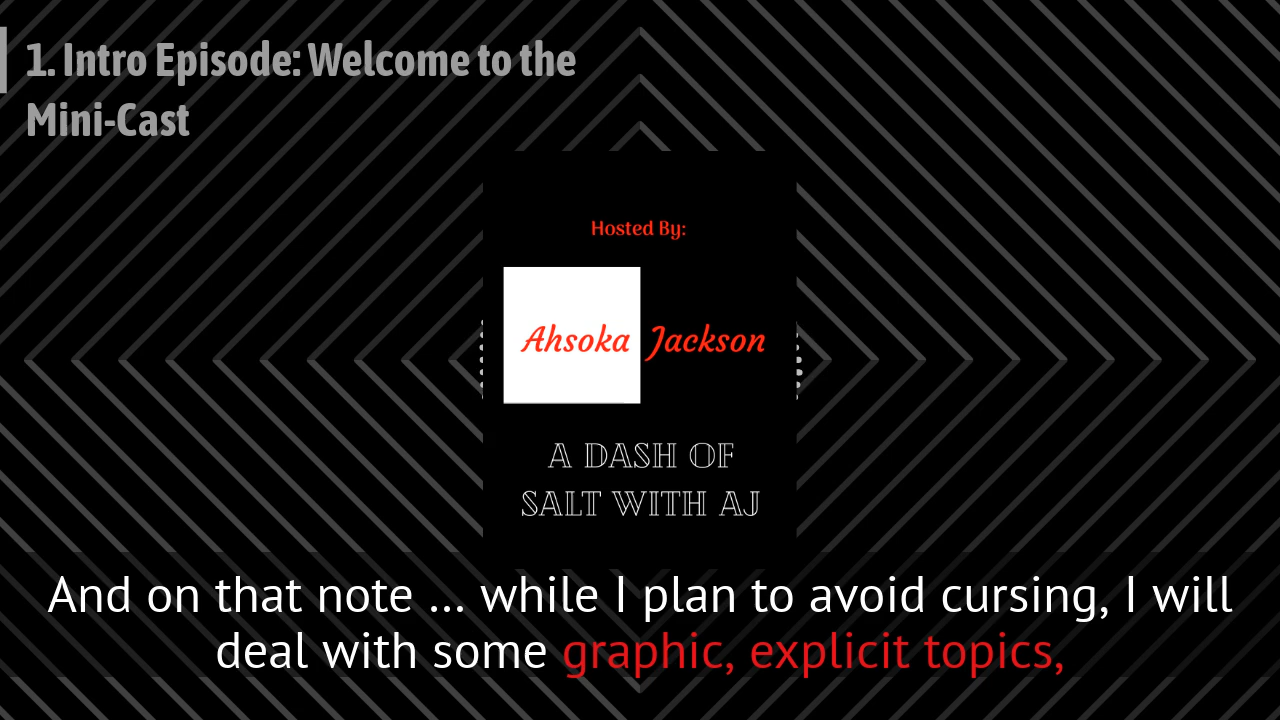 1. Intro Episode: Welcome to the
Mini-Cast
Hosted By:
Ahsoka Jackson
A DASH OF
SALT WITH AJ
And on that note ... while I plan to avoid cursing, I will
deal with some graphic, explicit topics,